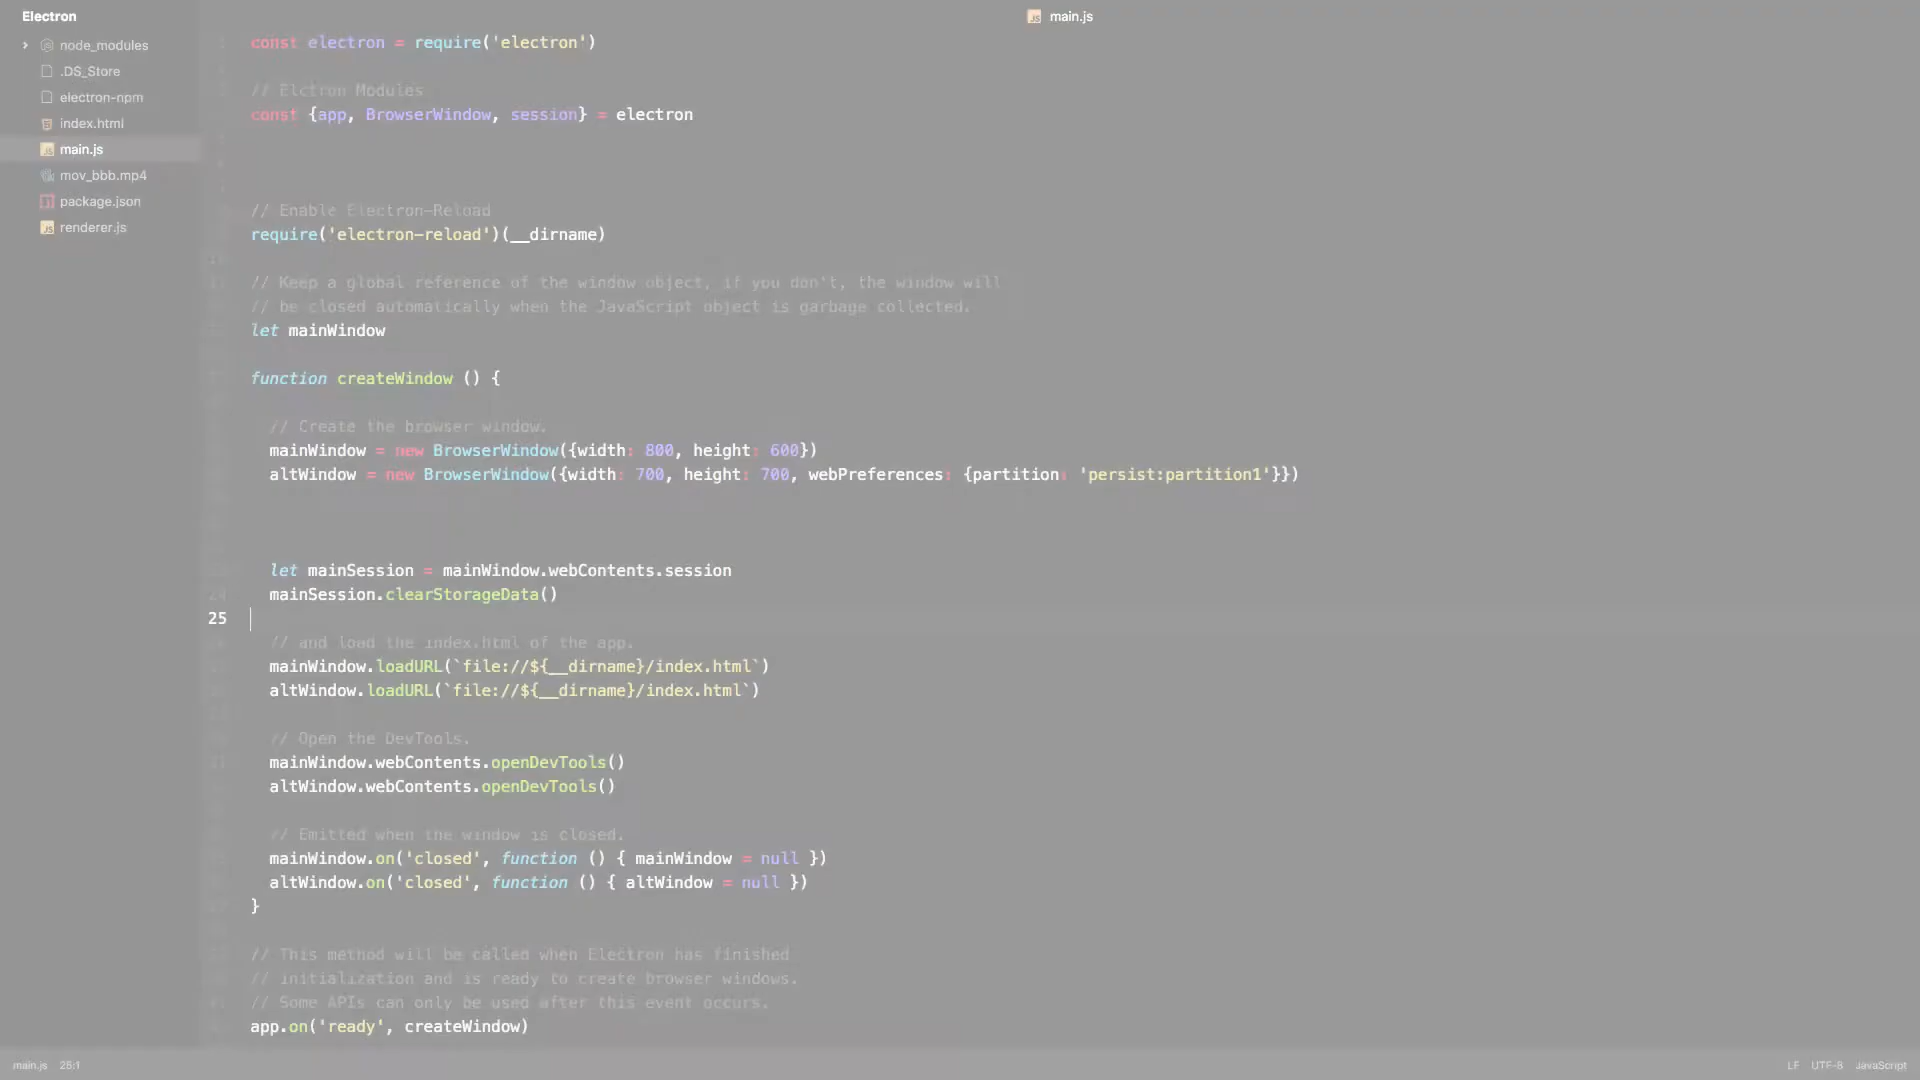 Electron
main.js
node_modules
.DS_Store
electron-npm
index.html
main.js
mov_bbb.mp4
package.json
renderer.js
const electron = require('electron')
// Elctron Modules
const {app, BrowserWindow, session} = electron
// Enable Electron-Reload
require('electron-reload')(__dirname)
// Keep a global reference of the window object, if you don't, the window will
// be closed automatically when the JavaScript object is garbage collected.
let mainWindow
function createWindow () {
// Create the browser window.
mainWindow = new BrowserWindow({width: 800, height: 600})
altWindow = new BrowserWindow({width: 700, height: 700, webPreferences: {partition: 'persist:partition1'}})
let mainSession = mainWindow.webContents.session
24 mainSession.clearStorageData()
25
// and load the index.html of the app.
mainWindow.loadURL(`file://${__dirname}/index.html`)
altWindow.loadURL(`file://${__dirname}/index.html`)
// Open the DevTools.
mainWindow.webContents.openDevTools()
altWindow.webContents.openDevTools()
// Emitted when the window is closed.
mainWindow.on('closed', function () { mainWindow = null })
altWindow.on('closed', function () { altWindow = null })
}
// This method will be called when Electron has finished
// initialization and is ready to create browser windows.
// Some APIs can only be used after this event occurs.
app.on('ready', createWindow)
main.js 25:1
LF UTF-8 JavaScript